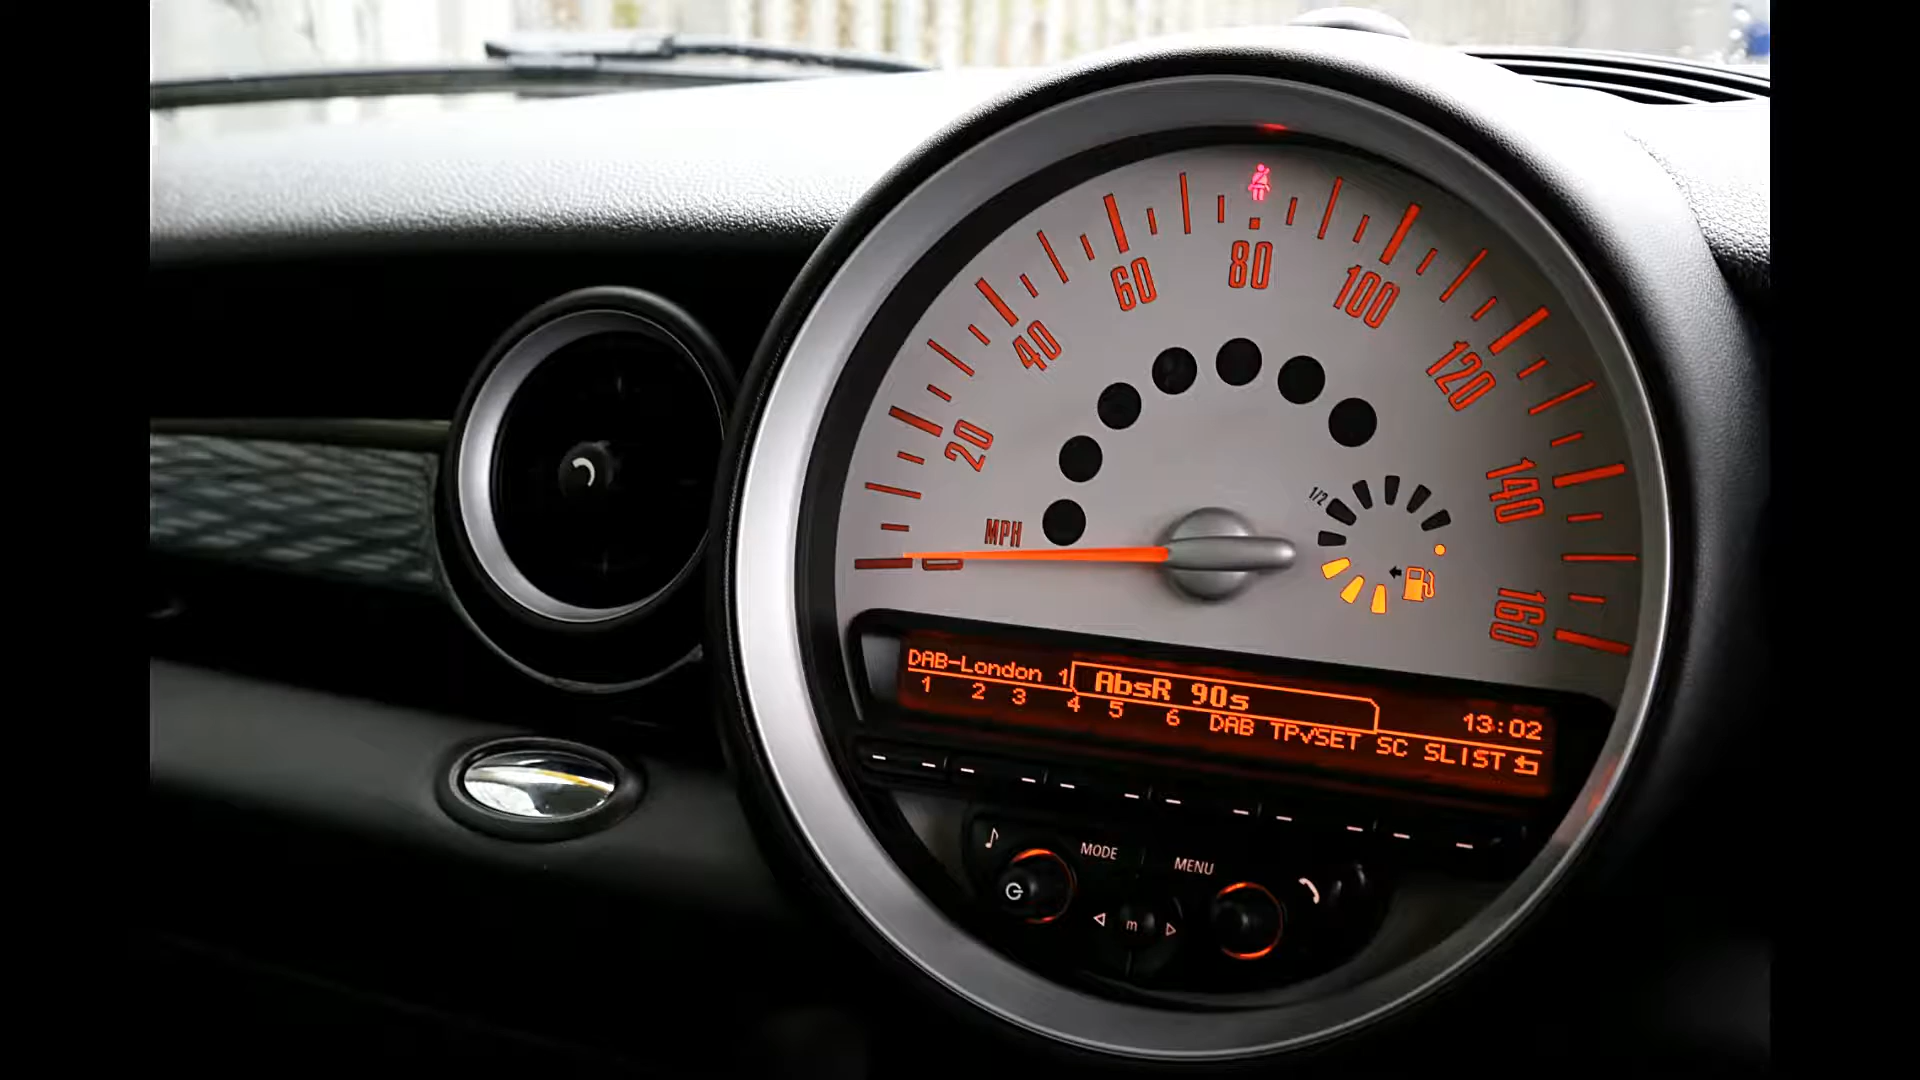 0 20 40 60 80 100 120 140 160
MPH
1/2
DAB-London 1 AbsR 90s 13:02
1 2 3 4 5 6 DAB TP√SET SC SLIST
MODE MENU
m